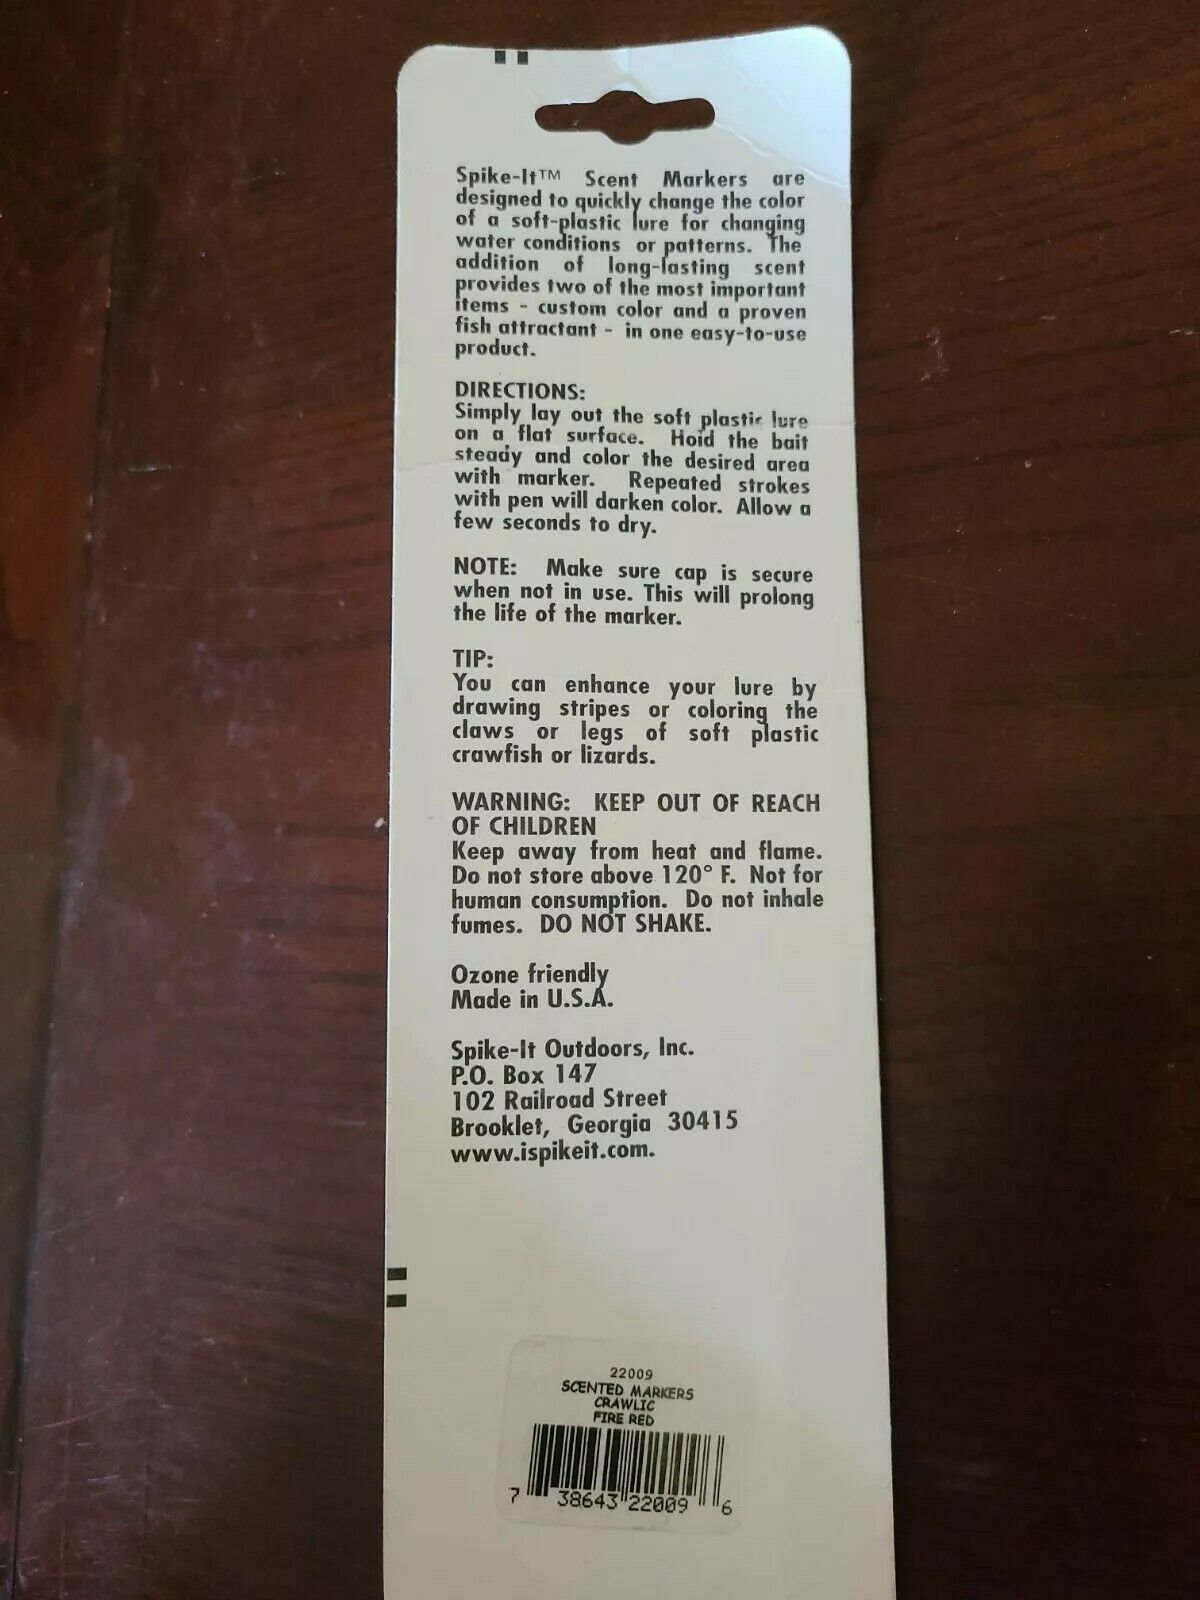 Spike-It™ Scent Markers are
designed to quickly change the color
of a soft-plastic lure for changing
water conditions or patterns. The
addition of long-lasting scent
provides two of the most important
items - custom color and a proven
fish attractant - in one easy-to-use
product.
DIRECTIONS:
Simply lay out the soft plastic lure
on a flat surface. Hold the bait
steady and color the desired area
with marker. Repeated strokes
with pen will darken color. Allow a
few seconds to dry.
NOTE: Make sure cap is secure
when not in use. This will prolong
the life of the marker.
TIP:
You can enhance your lure by
drawing stripes or coloring the
claws or legs of soft plastic
crawfish or lizards.
WARNING: KEEP OUT OF REACH
OF CHILDREN
Keep away from heat and flame.
Do not store above 120° F. Not for
human consumption. Do not inhale
fumes. DO NOT SHAKE.
Ozone friendly
Made in U.S.A.
Spike-It Outdoors, Inc.
P.O. Box 147
102 Railroad Street
Brooklet, Georgia 30415
www.ispikeit.com.
22009
SCENTED MARKERS
CRAWLIC
FIRE RED
7 38643 22009 6